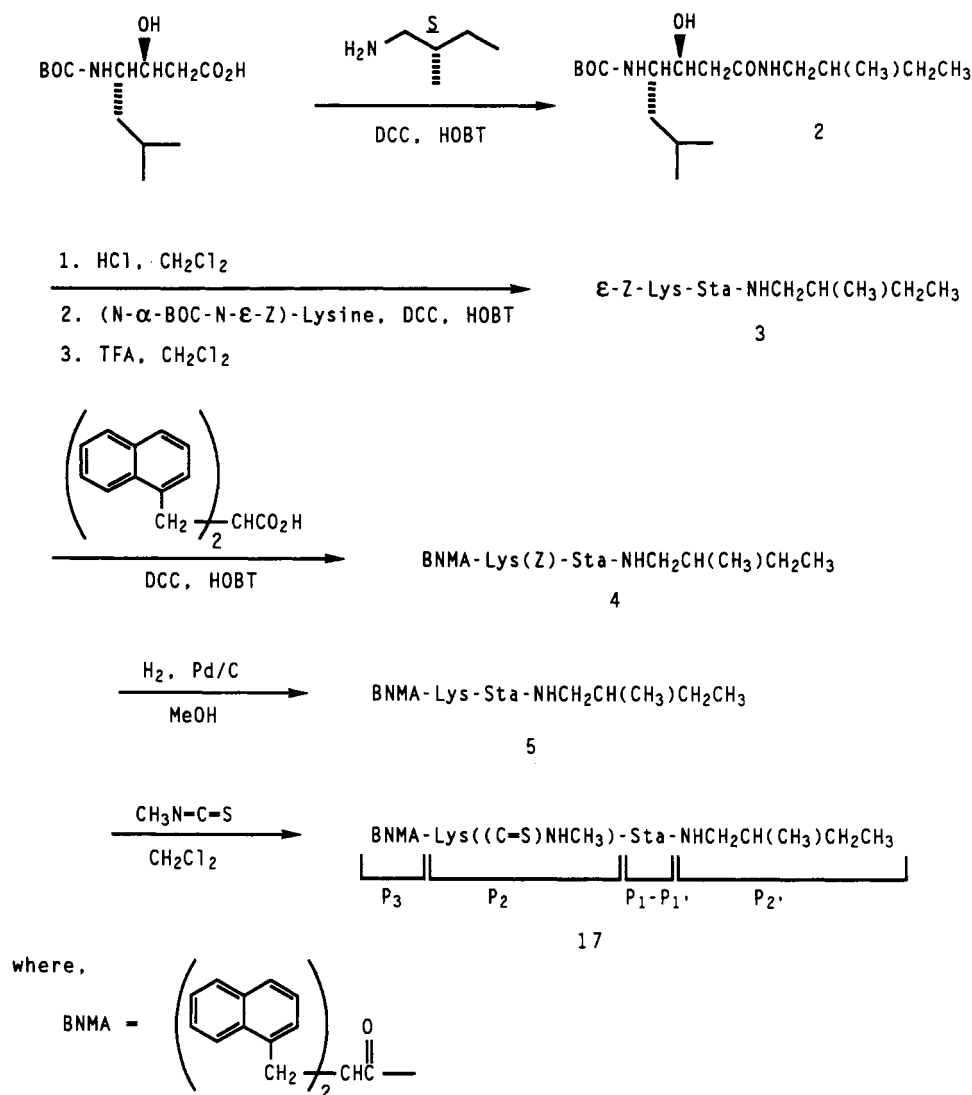 OH
BOC-NHCHCHCH2CO2H
H2N
S
DCC, HOBT
OH
BOC-NHCHCHCH2CONHCH2CH(CH3)CH2CH3
2
1. HCl, CH2Cl2
2. (N-α-BOC-N-ε-Z)-Lysine, DCC, HOBT
3. TFA, CH2Cl2
ε-Z-Lys-Sta-NHCH2CH(CH3)CH2CH3
3
CH2
2
CHCO2H
DCC, HOBT
BNMA-Lys(Z)-Sta-NHCH2CH(CH3)CH2CH3
4
H2, Pd/C
MeOH
BNMA-Lys-Sta-NHCH2CH(CH3)CH2CH3
5
CH3N=C=S
CH2Cl2
BNMA-Lys((C=S)NHCH3)-Sta-NHCH2CH(CH3)CH2CH3
P3 P2 P1-P1' P2'
17
where,
BNMA =
CH2
2
O
CHC